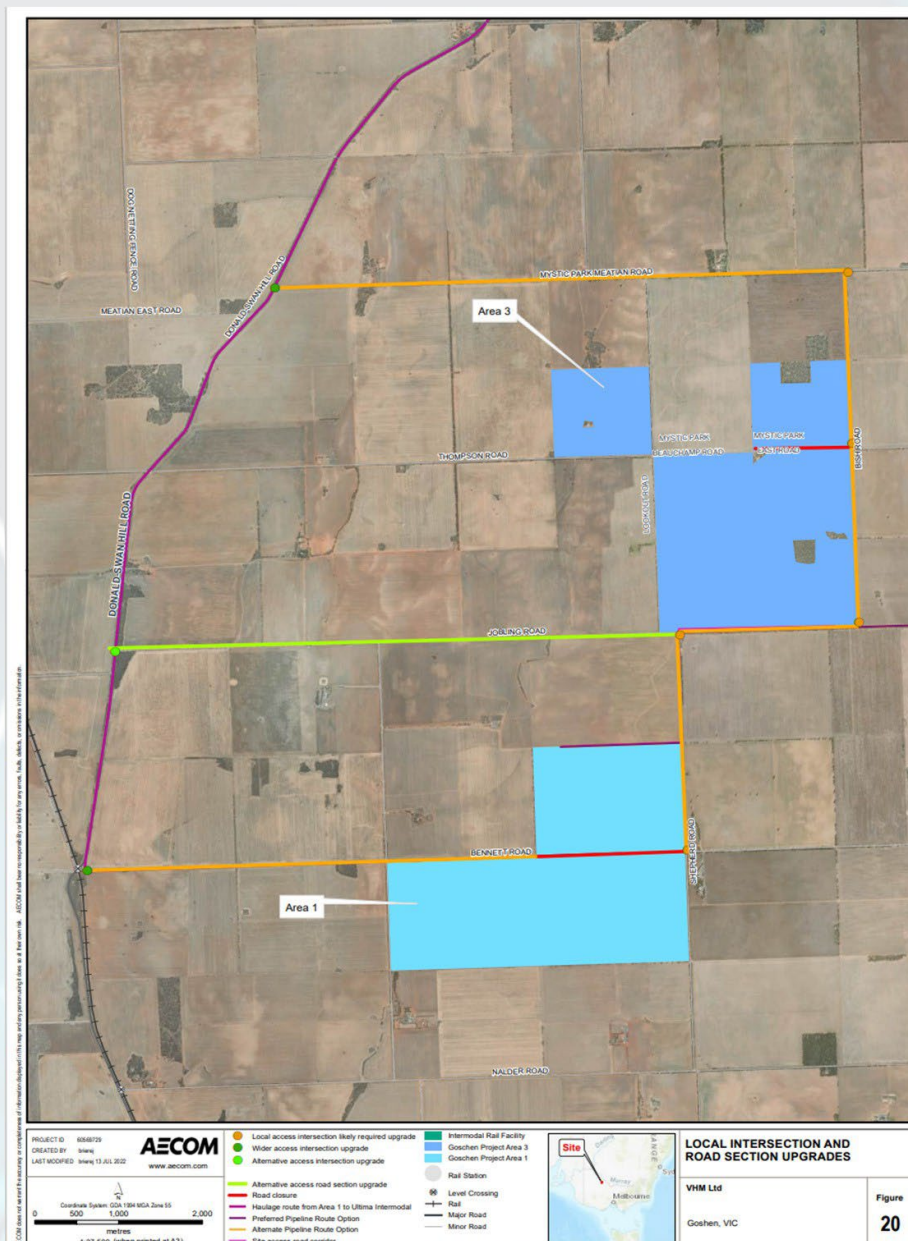 DOG NETTING FENCE ROAD
DONALD-SWAN HILL ROAD
MYSTIC PARK MEATIAN ROAD
MEATIAN EAST ROAD
Area 3
MYSTIC PARK
MYSTIC PARK
THOMPSON ROAD
BEAUCHAMP ROAD
EAST ROAD
BISH ROAD
DONALD-SWAN HILL ROAD
JOBLING ROAD
BENNETT ROAD
SHEPHERD ROAD
Area 1
NALDER ROAD
PROJECT ID
CREATED BY
LAST MODIFIED
13 JUL 2022
AECOM
www.aecom.com
Coordinate System: GDA 1994 MGA Zone 55
0 500 1,000 2,000
metres
Local access intersection likely required upgrade
Wider access intersection upgrade
Alternative access intersection upgrade
Alternative access road section upgrade
Road closure
Haulage route from Area 1 to Ultima Intermodal
Preferred Pipeline Route Option
Alternate Pipeline Route Option
Intermodal Rail Facility
Goschen Project Area 3
Goschen Project Area 1
Rail Station
Level Crossing
Rail
Major Road
Minor Road
Site
Melbourne
LOCAL INTERSECTION AND
ROAD SECTION UPGRADES
VHM Ltd
Goshen, VIC
Figure
20